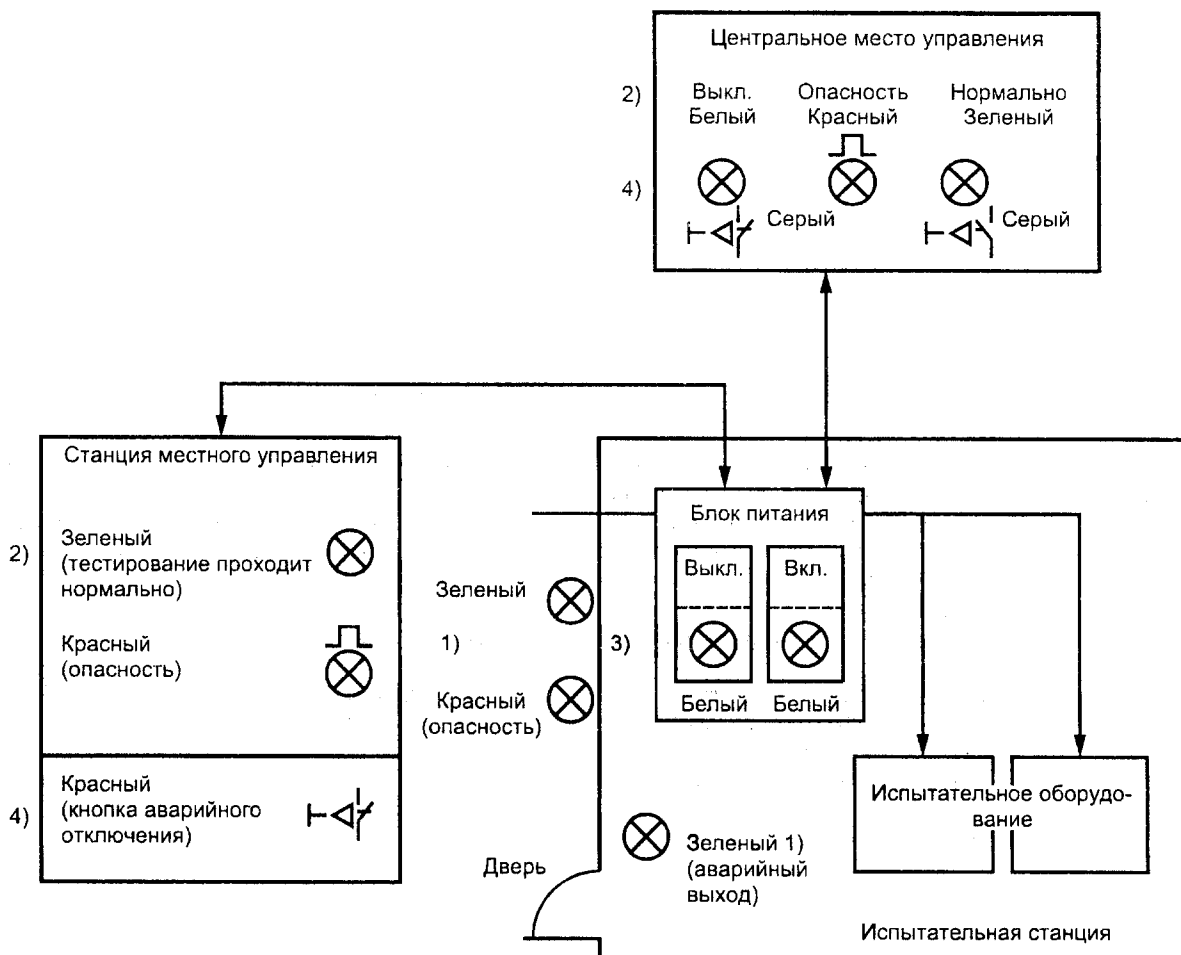 Центральное место управления
2)
Выкл.
Белый
Опасность
Красный
Нормально
Зеленый
4)
Серый
Серый
Станция местного управления
2)
Зеленый
(тестирование проходит
нормально)
Красный
(опасность)
4)
Красный
(кнопка аварийного
отключения)
Зеленый
1)
Красный
(опасность)
3)
Блок питания
Выкл.
Вкл.
Белый
Белый
Испытательное оборудо-
вание
Зеленый 1)
(аварийный
выход)
Дверь
Испытательная станция